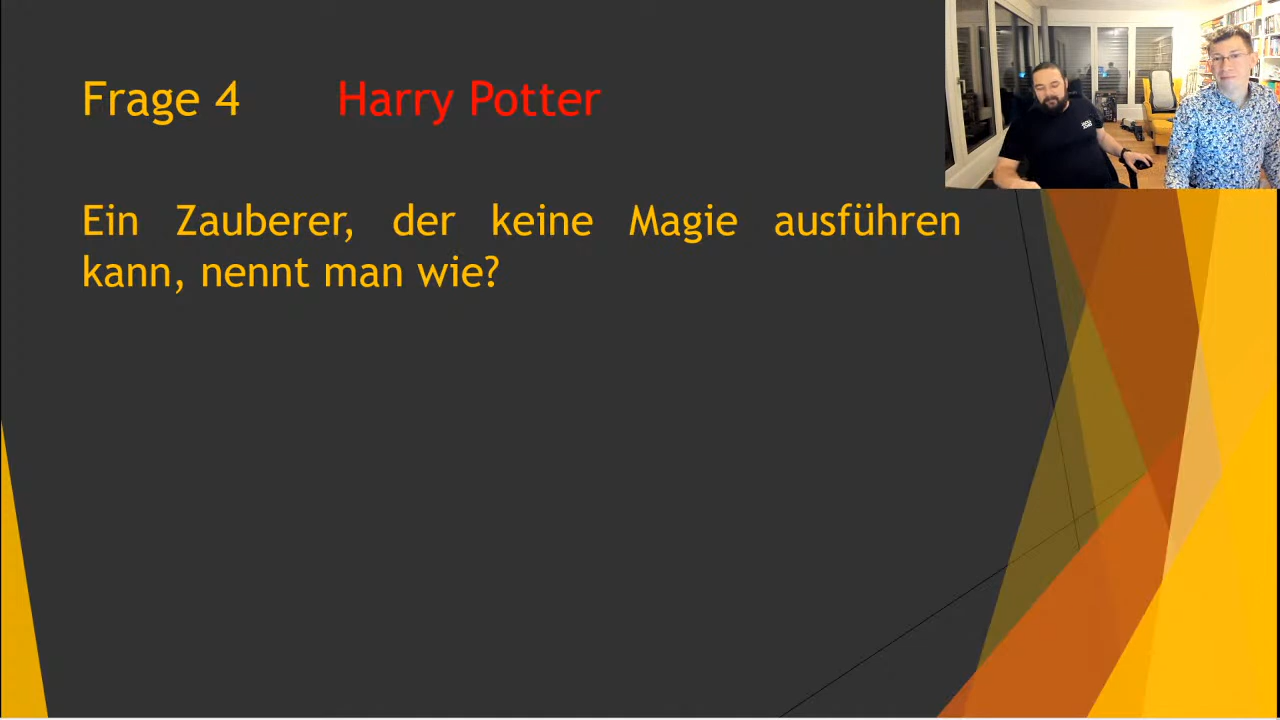 Frage 4 Harry Potter
Ein Zauberer, der keine Magie ausführen
kann, nennt man wie?